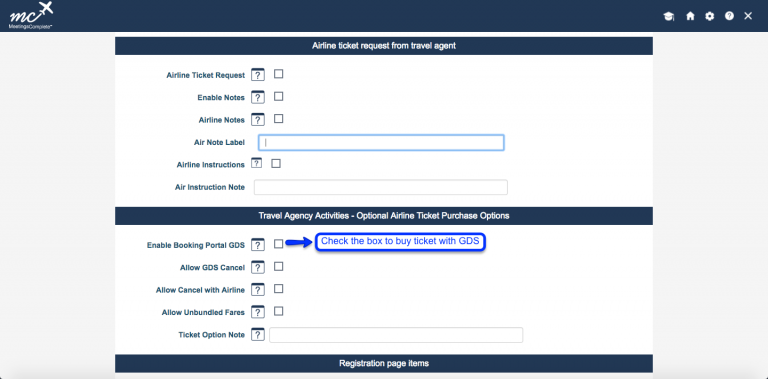 mc
MeetingsComplete™
Airline ticket request from travel agent
Airline Ticket Request ?
Enable Notes ?
Airline Notes ?
Air Note Label
Airline Instructions ?
Air Instruction Note
Travel Agency Activities - Optional Airline Ticket Purchase Options
Enable Booking Portal GDS ? Check the box to buy ticket with GDS
Allow GDS Cancel ?
Allow Cancel with Airline ?
Allow Unbundled Fares ?
Ticket Option Note ?
Registration page items